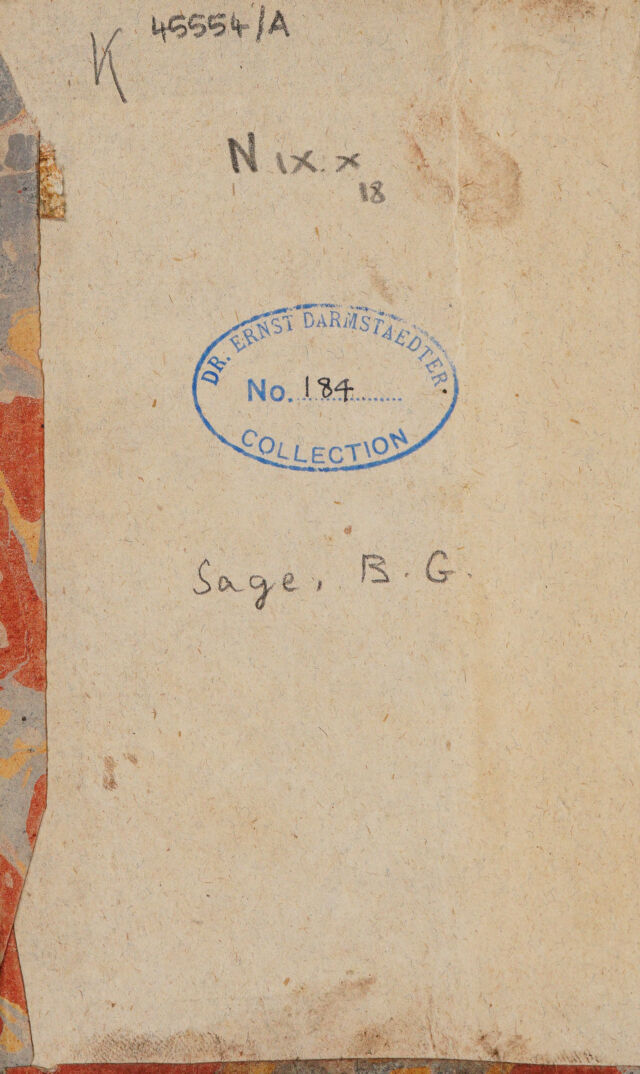 45554/A
K
N IX. x
18
DR. ERNST DARMSTAEDTER
No. 184
COLLECTION
Sage, B. G.